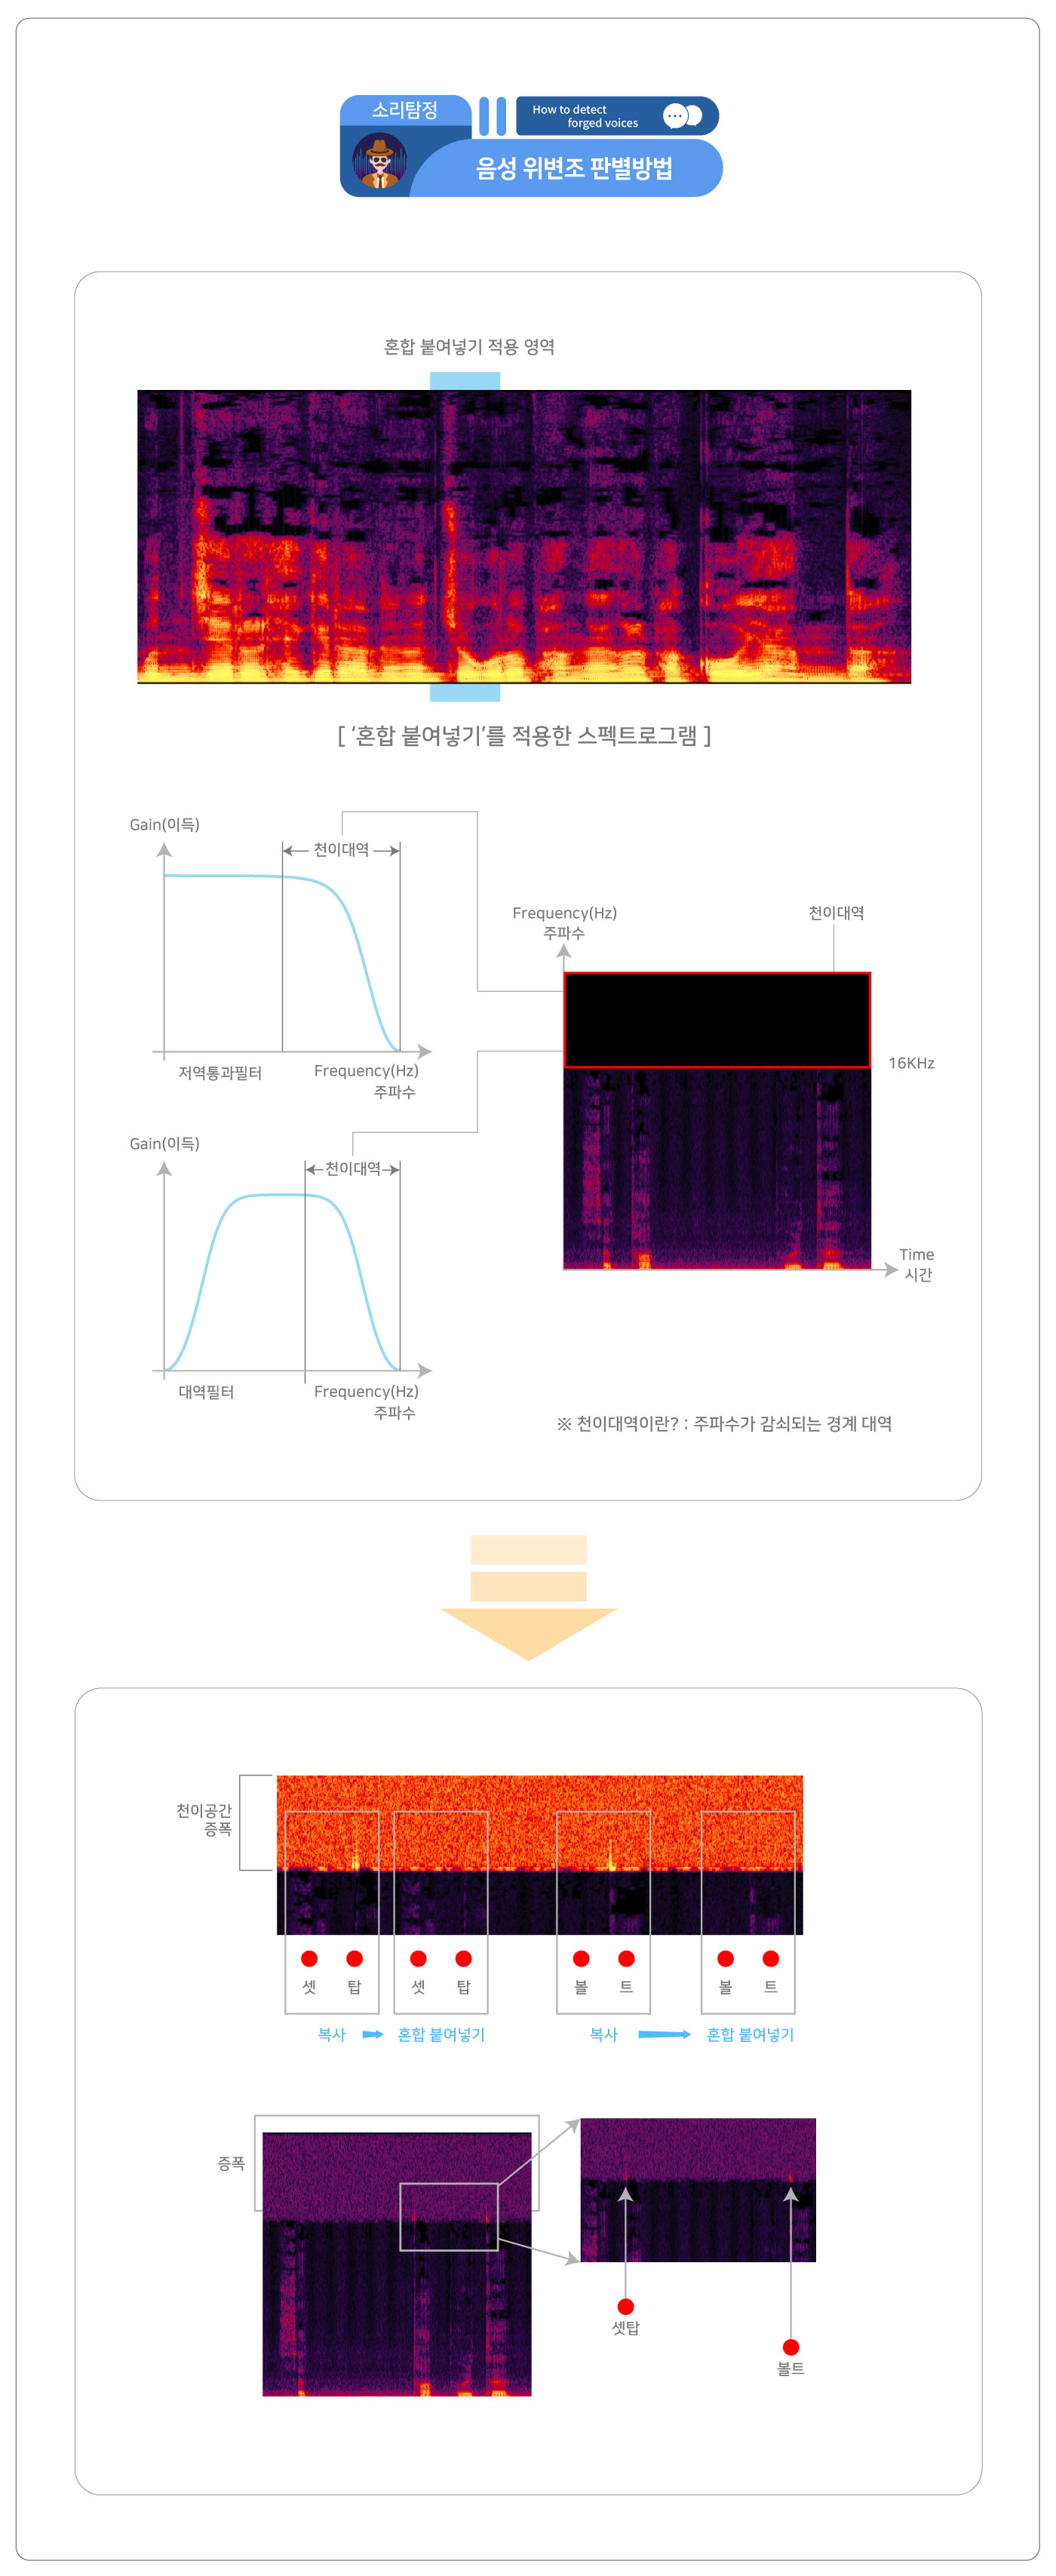 소리탐정
How to detect
forged voices
음성 위변조 판별방법
혼합 붙여넣기 적용 영역
[ ‘혼합 붙여넣기’를 적용한 스펙트로그램 ]
Gain(이득)
천이대역
저역통과필터
Frequency(Hz)
주파수
Frequency(Hz)
주파수
천이대역
16KHz
Time
시간
Gain(이득)
천이대역
대역필터
Frequency(Hz)
주파수
※ 천이대역이란? : 주파수가 감쇠되는 경계 대역
천이공간
증폭
셋 탑 셋 탑 볼 트 볼 트
복사 혼합 붙여넣기 복사 혼합 붙여넣기
증폭
셋탑
볼트